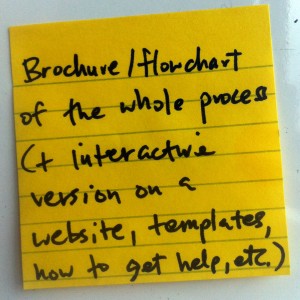 Brochure/flowchart
of the whole process
(+ interactive
version on a
website, templates,
how to get help, etc.)